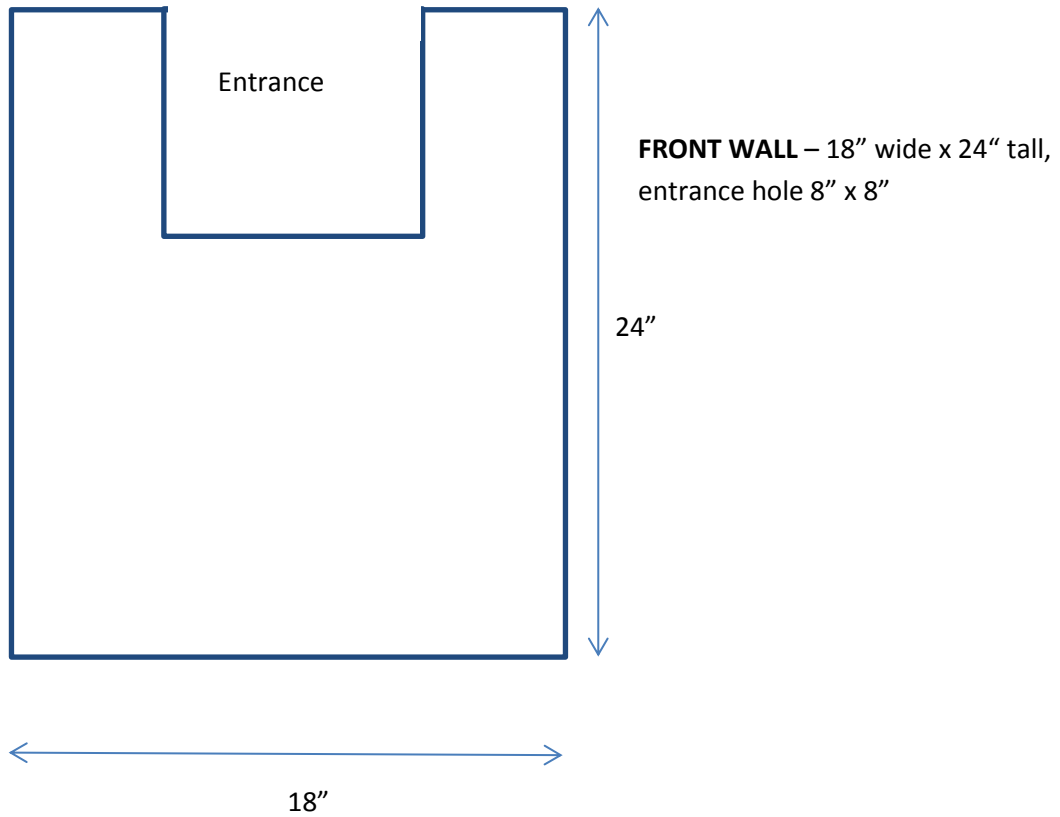 Entrance
FRONT WALL – 18” wide x 24“ tall,
entrance hole 8” x 8”
24”
18”